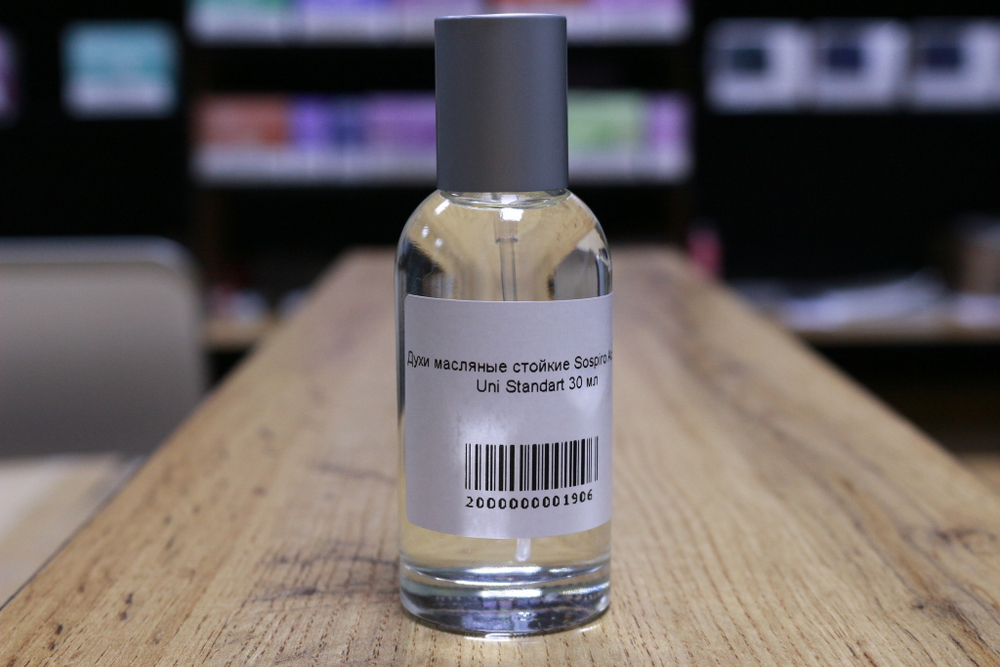 Духи масляные стойкие Sospiro
Uni Standart 30 мл
2000000001906